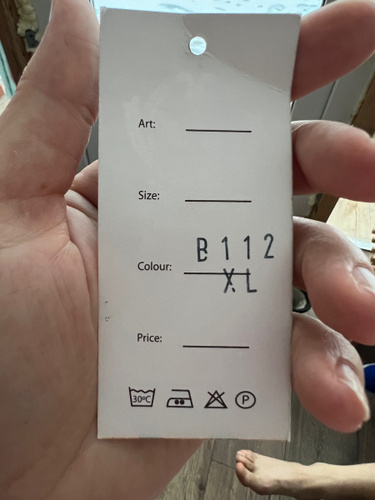 Art:
Size:
B112
Colour:
XL
Price:
30°C P